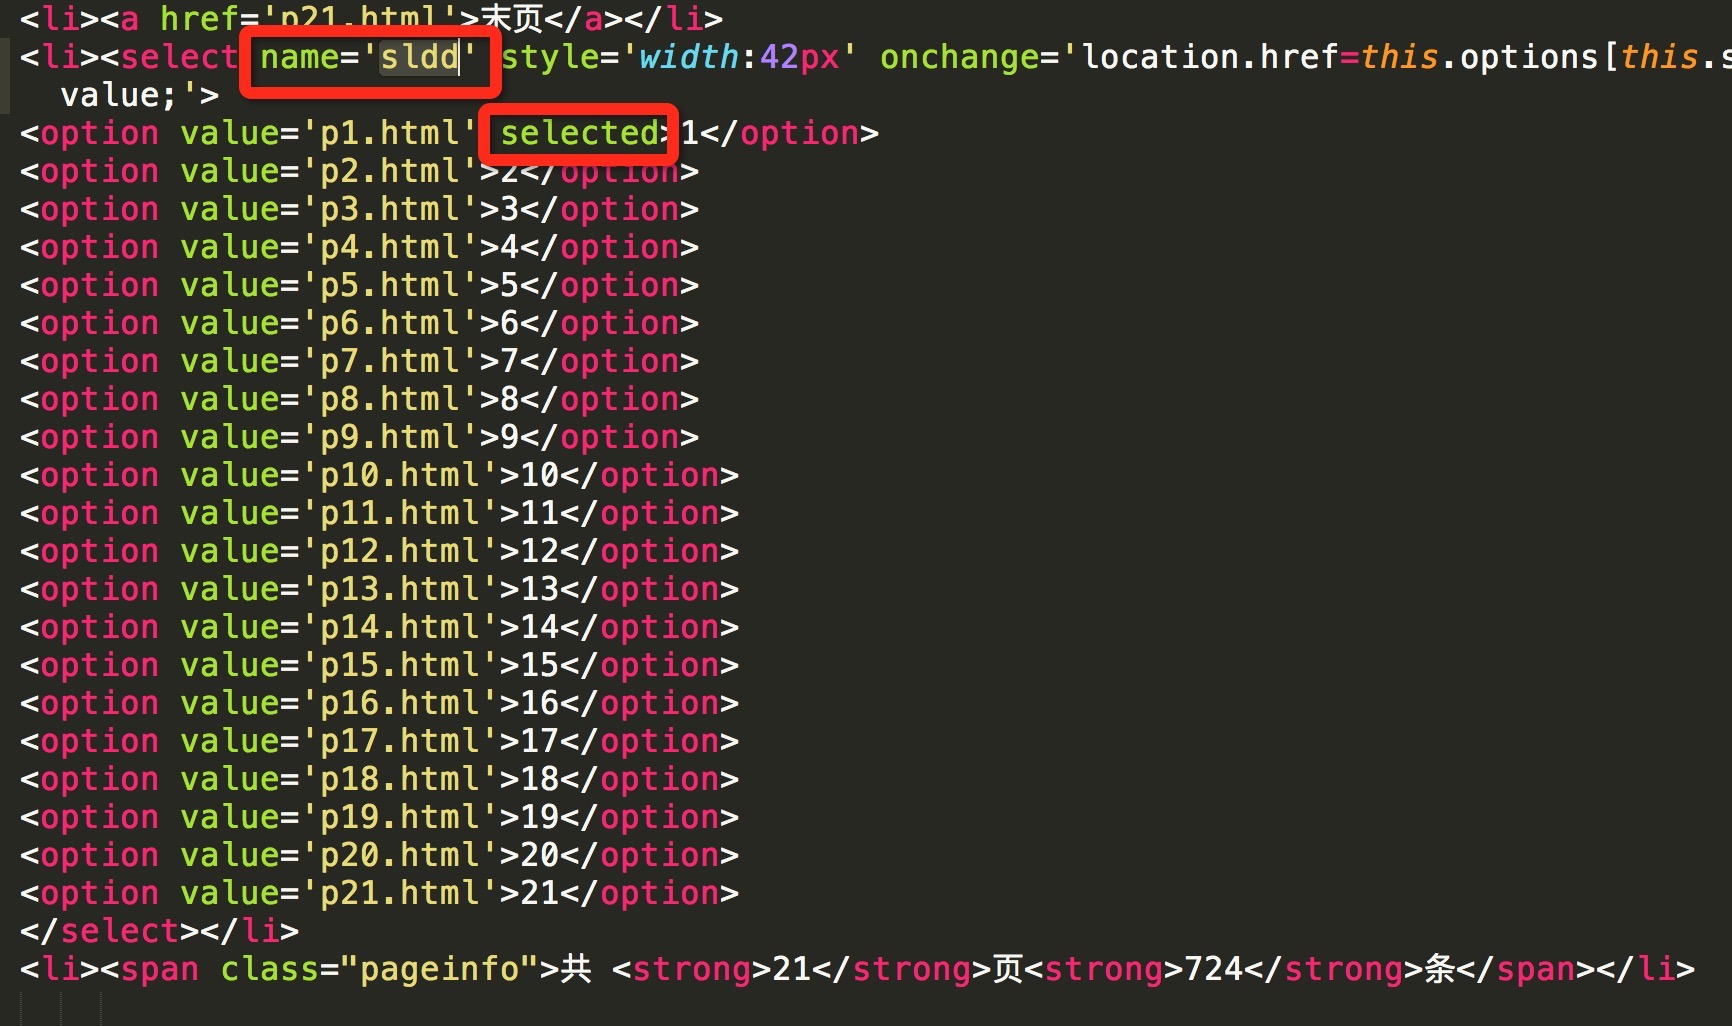 <li><a href='p21.html'>末页</a></li>
<li><select name='sldd' style='width:42px' onchange='location.href=this.options[this.s
value;'>
<option value='p1.html' selected>1</option>
<option value='p2.html'>2</option>
<option value='p3.html'>3</option>
<option value='p4.html'>4</option>
<option value='p5.html'>5</option>
<option value='p6.html'>6</option>
<option value='p7.html'>7</option>
<option value='p8.html'>8</option>
<option value='p9.html'>9</option>
<option value='p10.html'>10</option>
<option value='p11.html'>11</option>
<option value='p12.html'>12</option>
<option value='p13.html'>13</option>
<option value='p14.html'>14</option>
<option value='p15.html'>15</option>
<option value='p16.html'>16</option>
<option value='p17.html'>17</option>
<option value='p18.html'>18</option>
<option value='p19.html'>19</option>
<option value='p20.html'>20</option>
<option value='p21.html'>21</option>
</select></li>
<li><span class="pageinfo">共 <strong>21</strong>页<strong>724</strong>条</span></li>